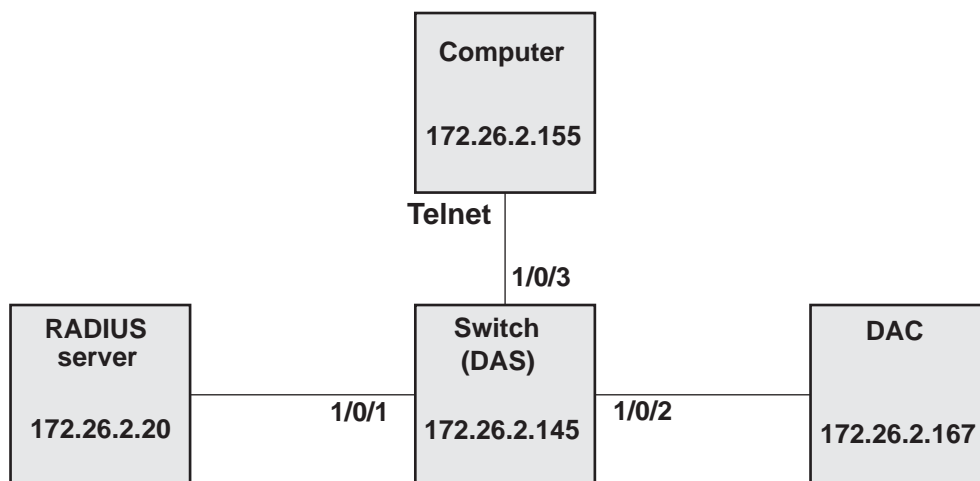 Computer
172.26.2.155
Telnet
1/0/3
RADIUS
server
172.26.2.20
1/0/1
Switch
(DAS)
172.26.2.145
1/0/2
DAC
172.26.2.167